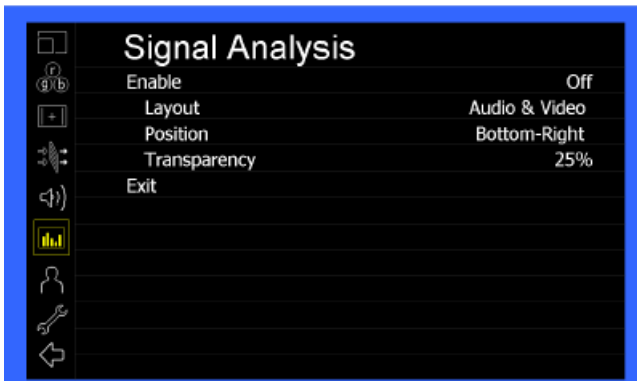 Signal Analysis
Enable Off
Layout Audio & Video
Position Bottom-Right
Transparency 25%
Exit
r
g b